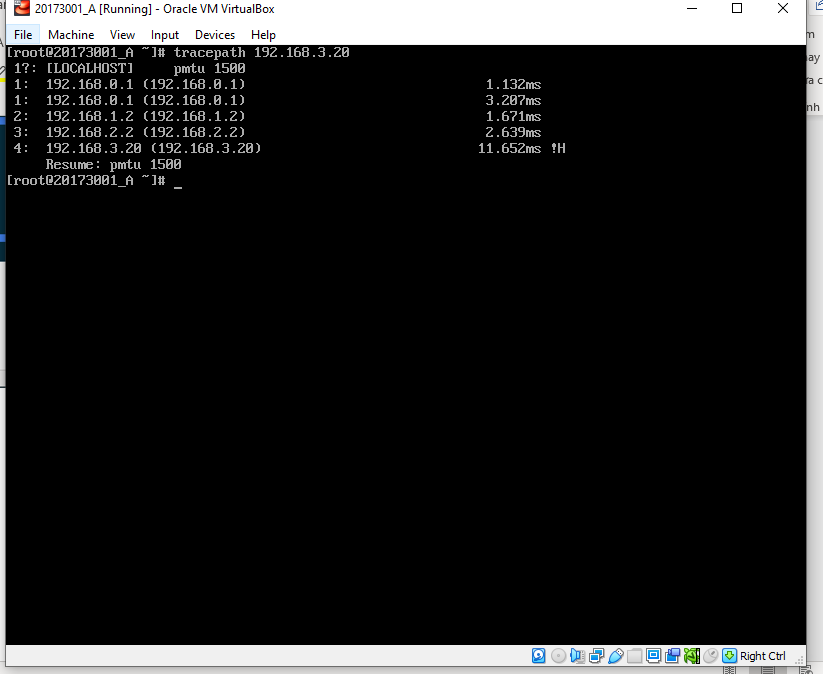 20173001_A [Running] - Oracle VM VirtualBox
File Machine View Input Devices Help
[root@20173001_A ~]# tracepath 192.168.3.20
1?: [LOCALHOST] pmtu 1500
1: 192.168.0.1 (192.168.0.1) 1.132ms
1: 192.168.0.1 (192.168.0.1) 3.207ms
2: 192.168.1.2 (192.168.1.2) 1.671ms
3: 192.168.2.2 (192.168.2.2) 2.639ms
4: 192.168.3.20 (192.168.3.20) 11.652ms !H
Resume: pmtu 1500
[root@20173001_A ~]# _
Right Ctrl